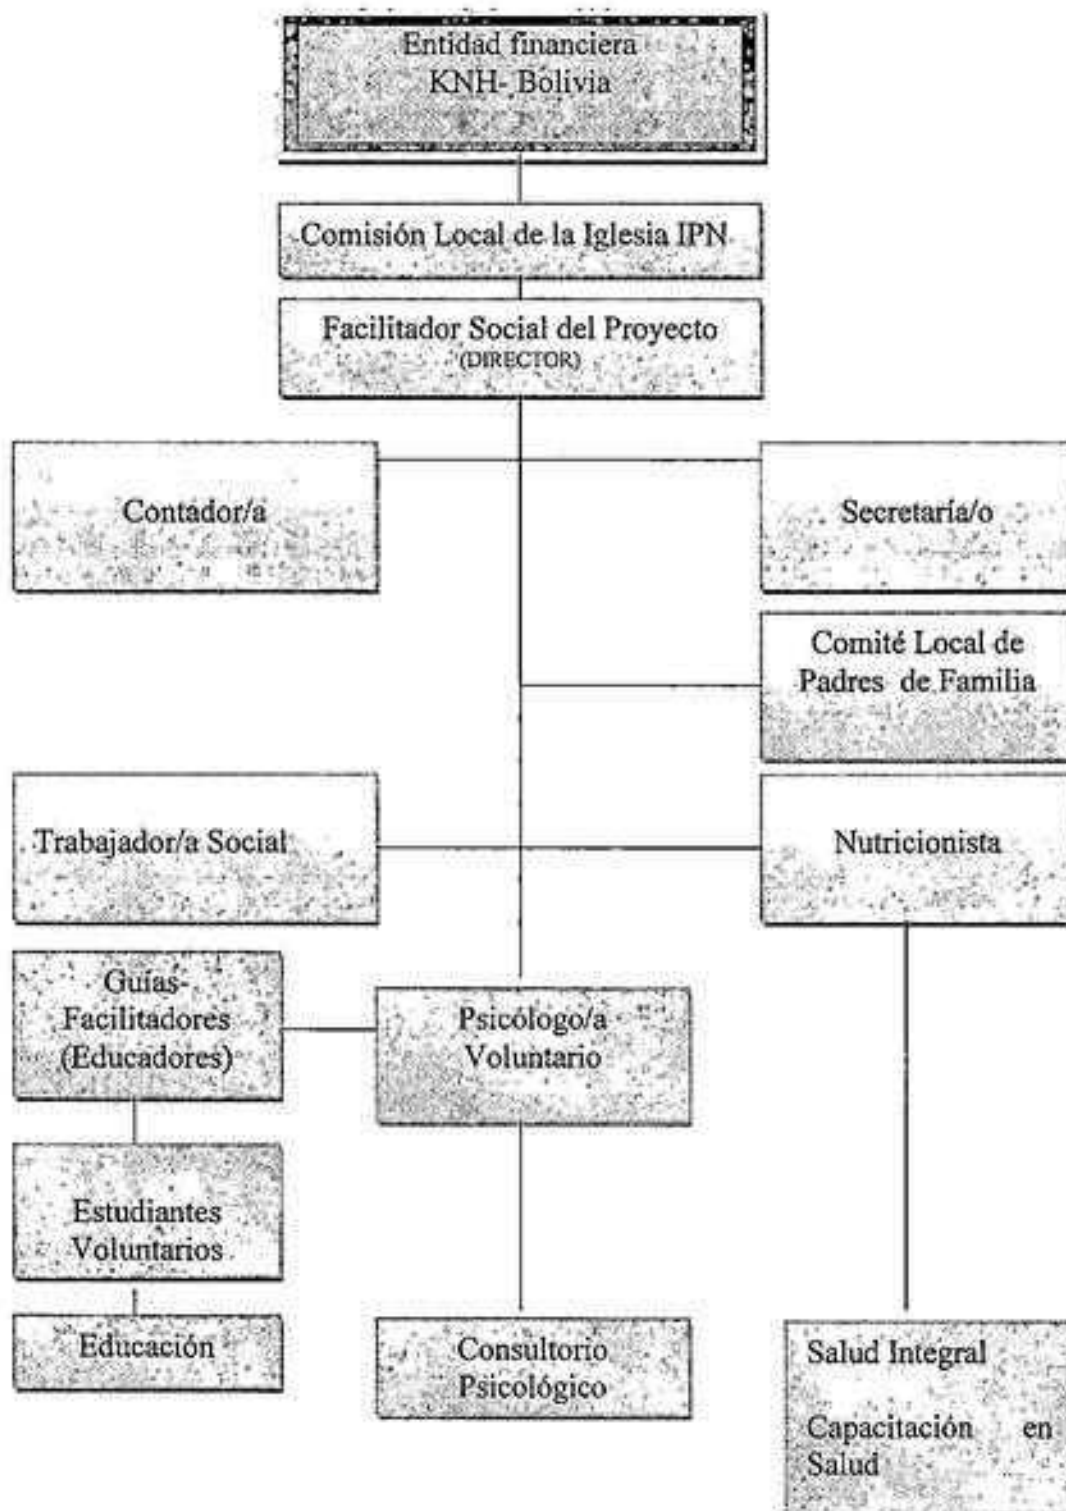 Entidad financiera
KNH- Bolivia
Comisión Local de la Iglesia IPN
Facilitador Social del Proyecto
(DIRECTOR)
Contador/a
Secretaría/o
Comité Local de
Padres de Familia
Trabajador/a Social
Nutricionista
Guías-
Facilitadores
(Educadores)
Psicólogo/a
Voluntario
Estudiantes
Voluntarios
Educación
Consultorio
Psicológico
Salud Integral
Capacitación en
Salud